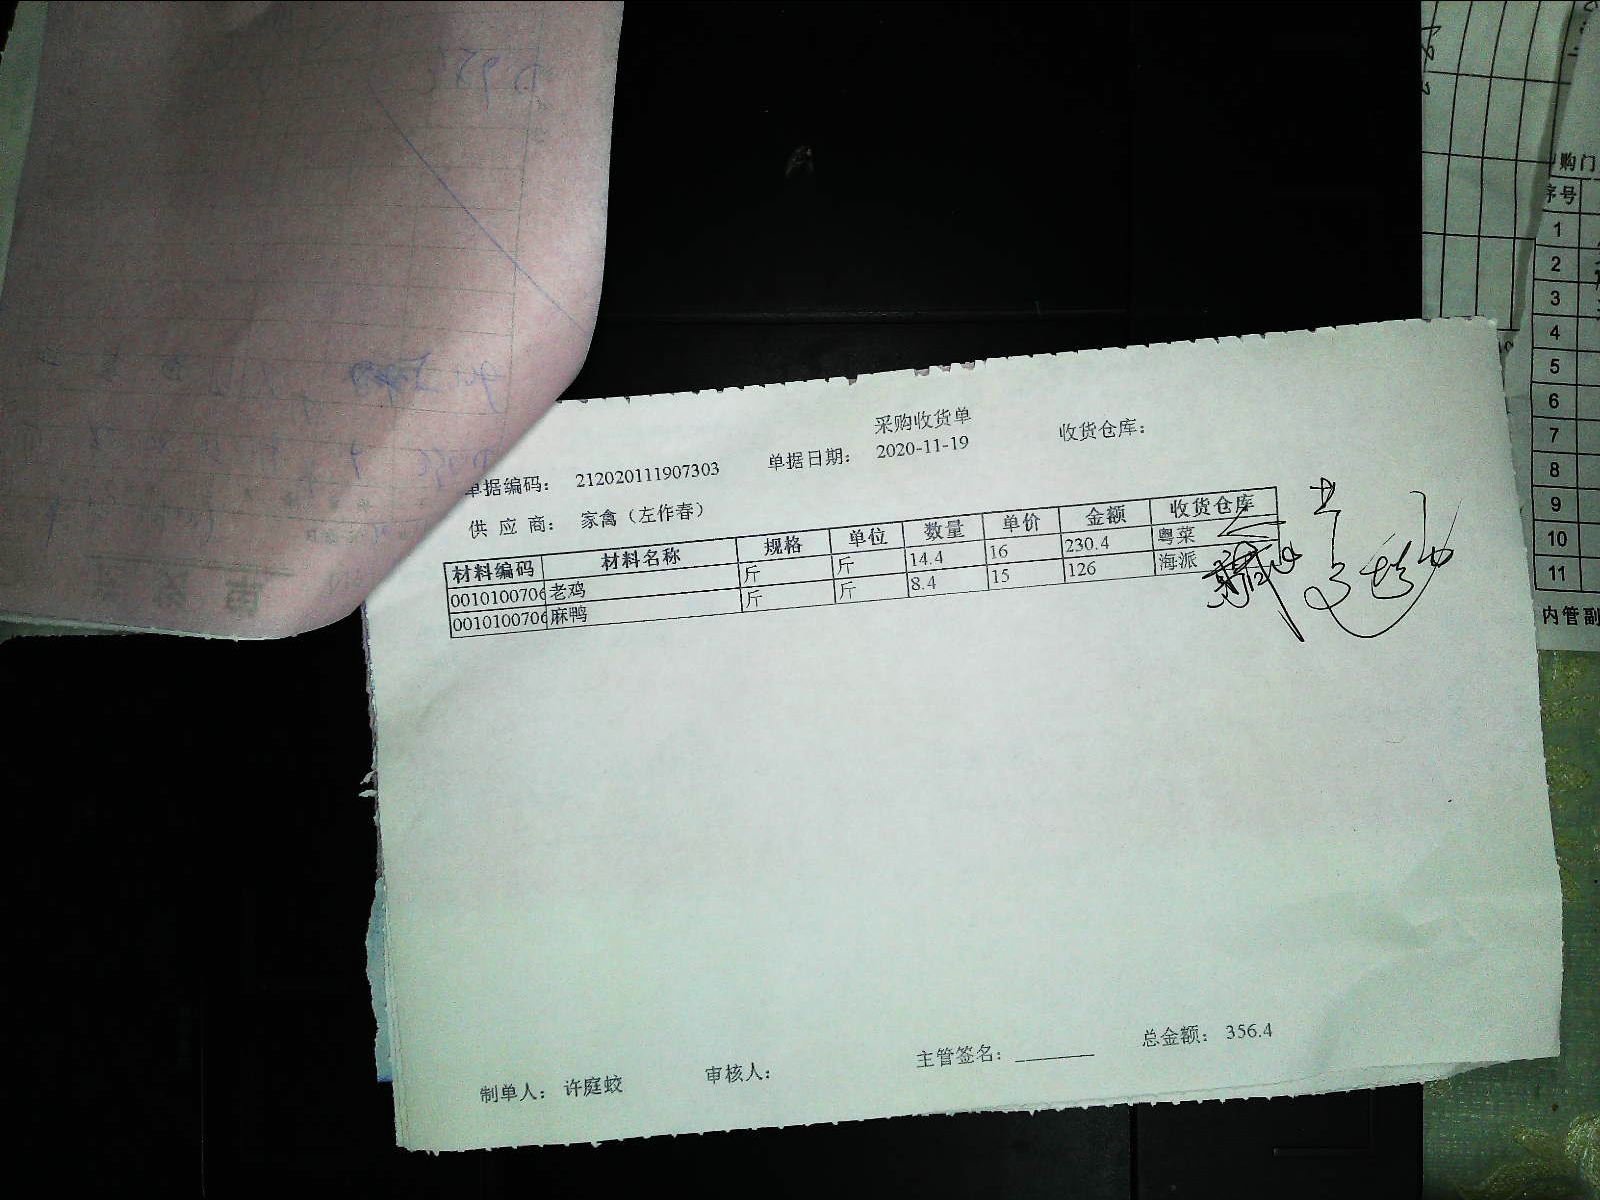 采购收货单
单据编码： 212020111907303 单据日期： 2020-11-19 收货仓库：
供 应 商： 家禽（左作春）
材料编码 材料名称 规格 单位 数量 单价 金额 收货仓库
0010100706 老鸡 斤 斤 14.4 16 230.4 粤菜
0010100706 麻鸭 斤 斤 8.4 15 126 海派
制单人： 许庭蛟 审核人： 主管签名： 总金额： 356.4
购门
序号
1
2
3
4
5
6
7
8
9
10
11
内管副